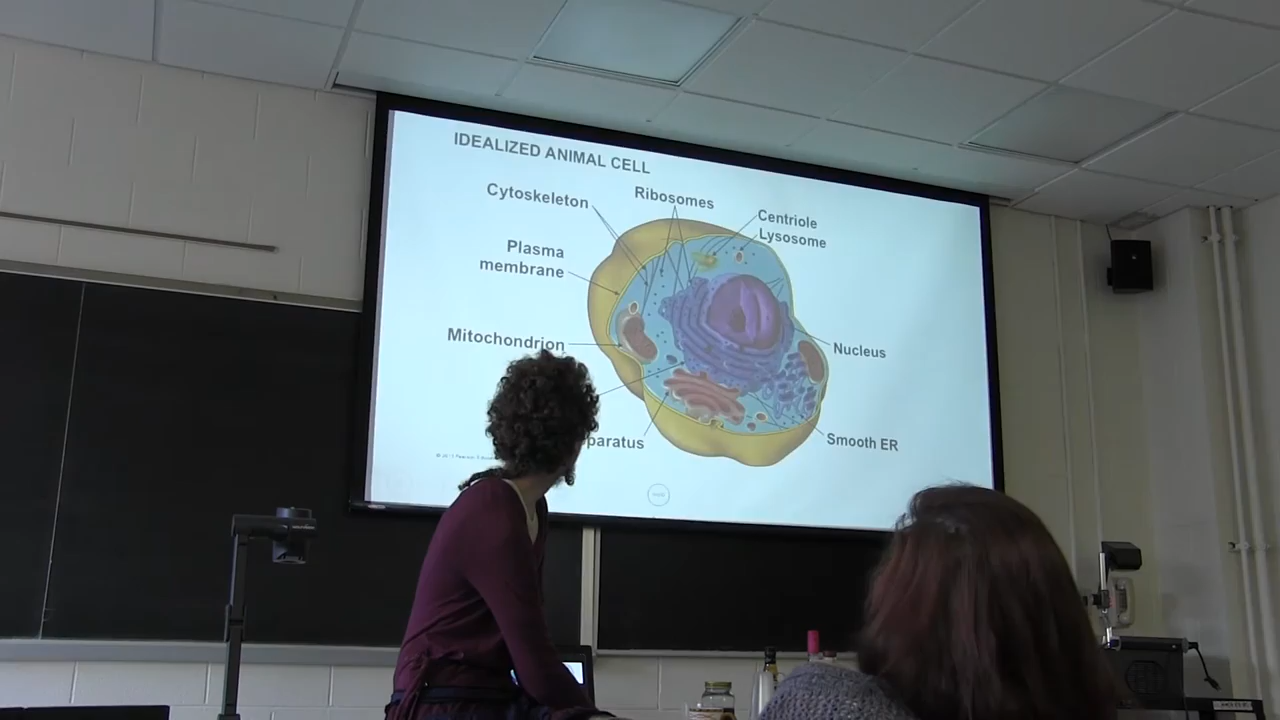 IDEALIZED ANIMAL CELL
Cytoskeleton
Ribosomes
Centriole
Lysosome
Plasma
membrane
Mitochondrion
Nucleus
paratus
Smooth ER